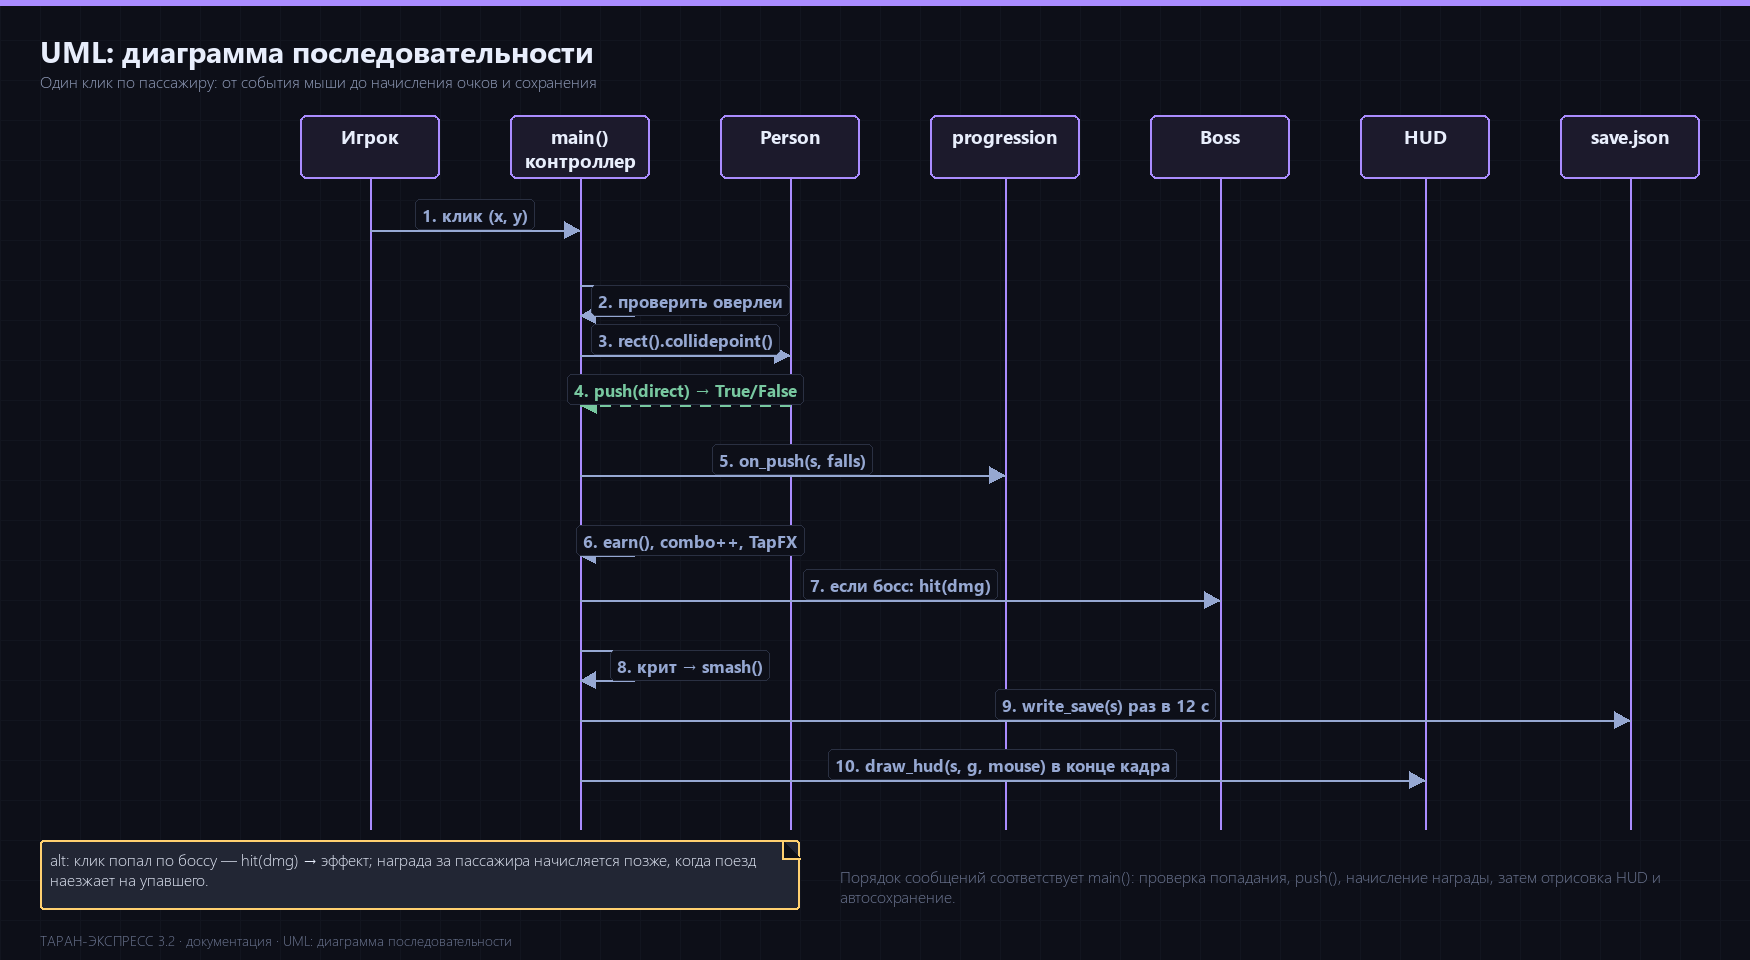 UML: диаграмма последовательности
Один клик по пассажиру: от события мыши до начисления очков и сохранения
Игрок
main()
контроллер
Person
progression
Boss
HUD
save.json
1. клик (x, y)
2. проверить оверлеи
3. rect().collidepoint()
4. push(direct) → True/False
5. on_push(s, falls)
6. earn(), combo++, TapFX
7. если босс: hit(dmg)
8. крит → smash()
9. write_save(s) раз в 12 с
10. draw_hud(s, g, mouse) в конце кадра
alt: клик попал по боссу — hit(dmg) → эффект; награда за пассажира начисляется позже, когда поезд
наезжает на упавшего.
Порядок сообщений соответствует main(): проверка попадания, push(), начисление награды, затем отрисовка HUD и
автосохранение.
ТАРАН-ЭКСПРЕСС 3.2 · документация · UML: диаграмма последовательности